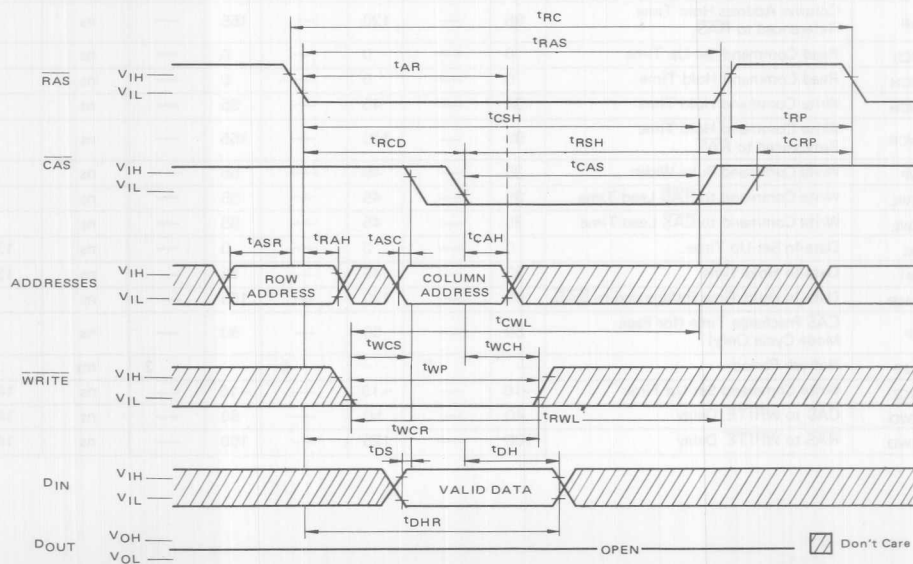 tRC
tRAS
tAR
RAS
VIH
VIL
tCSH
tRP
tRCD
tRSH
tCRP
CAS
VIH
VIL
tCAS
tASR
tRAH
tASC
tCAH
ADDRESSES
VIH
VIL
ROW
ADDRESS
COLUMN
ADDRESS
tCWL
tWCS
tWCH
WRITE
VIH
VIL
tWP
tRWL
tWCR
tDS
tDH
DIN
VIH
VIL
VALID DATA
tDHR
DOUT
VOH
VOL
OPEN
Don't Care